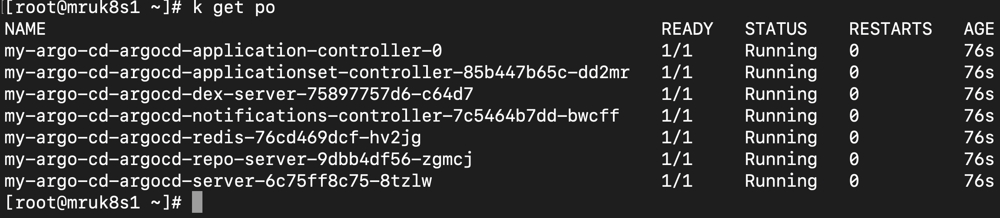 [root@mruk8s1 ~]# k get po
NAME READY STATUS RESTARTS AGE
my-argo-cd-argocd-application-controller-0 1/1 Running 0 76s
my-argo-cd-argocd-applicationset-controller-85b447b65c-dd2mr 1/1 Running 0 76s
my-argo-cd-argocd-dex-server-75897757d6-c64d7 1/1 Running 0 76s
my-argo-cd-argocd-notifications-controller-7c5464b7dd-bwcff 1/1 Running 0 76s
my-argo-cd-argocd-redis-76cd469dcf-hv2jg 1/1 Running 0 76s
my-argo-cd-argocd-repo-server-9dbb4df56-zgmcj 1/1 Running 0 76s
my-argo-cd-argocd-server-6c75ff8c75-8tzlw 1/1 Running 0 76s
[root@mruk8s1 ~]#